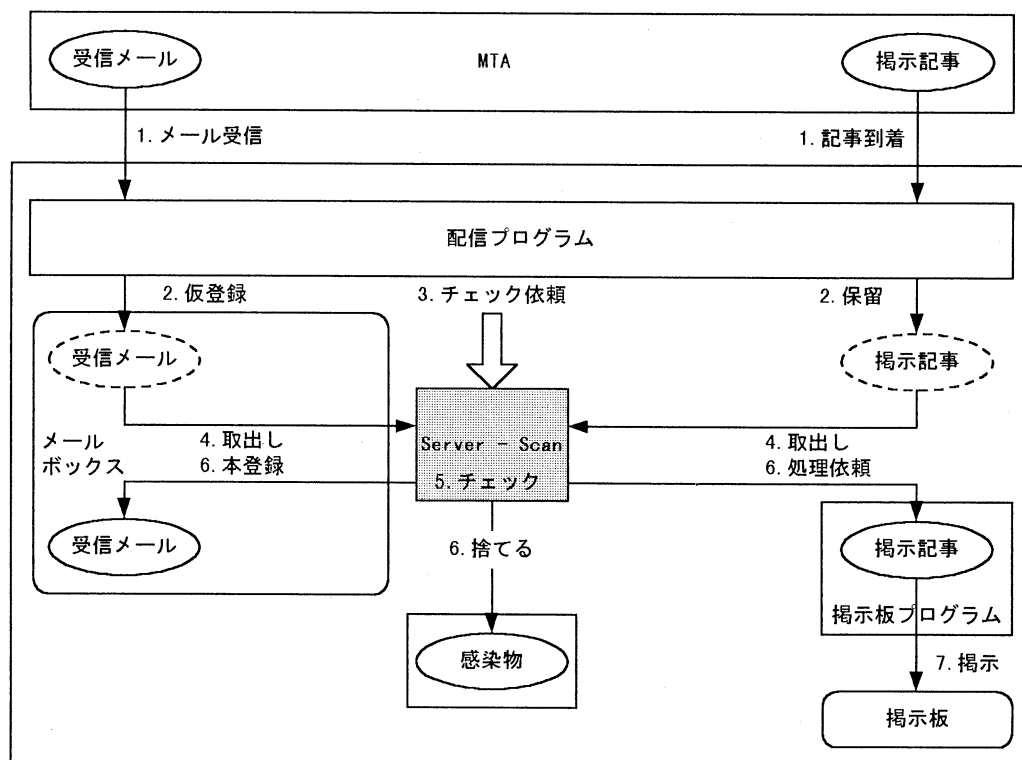 受信メール
MTA
掲示記事
1.メール受信
1.記事到着
配信プログラム
2.仮登録
3.チェック依頼
2.保留
受信メール
掲示記事
メール
ボックス
4.取出し
6.本登録
Server - Scan
5.チェック
4.取出し
6.処理依頼
受信メール
6.捨てる
掲示記事
掲示板プログラム
感染物
7.掲示
掲示板